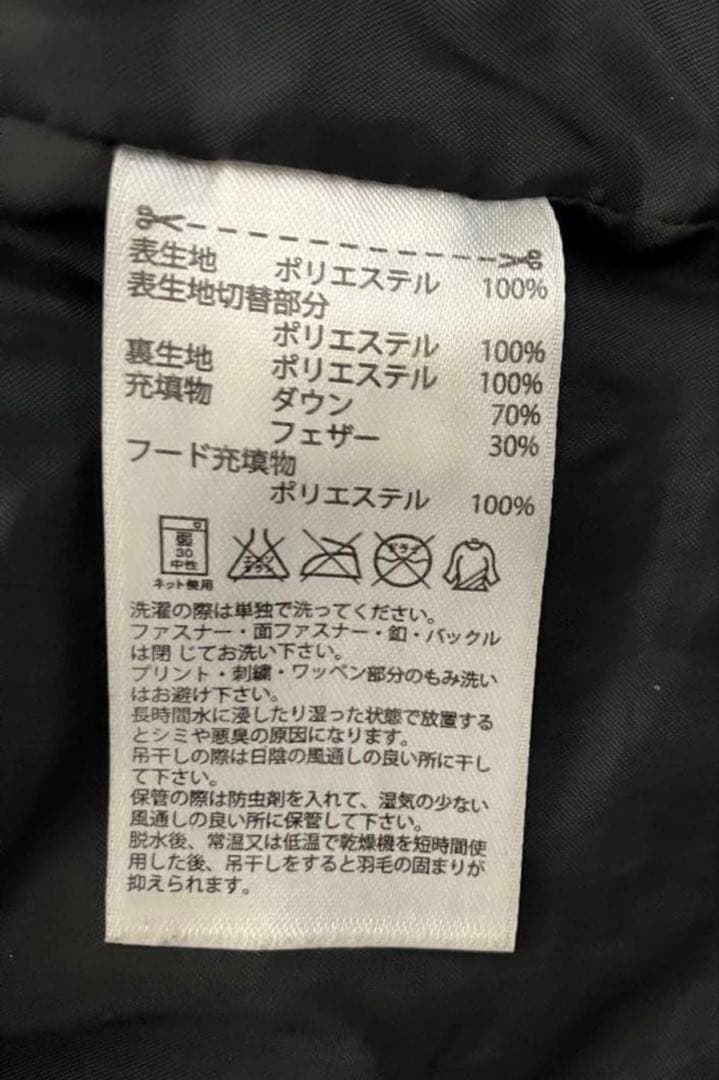 表生地 ポリエステル 100%
表生地切替部分
ポリエステル 100%
裏生地 ポリエステル 100%
充填物 ダウン 70%
フェザー 30%
フード充填物
ポリエステル 100%
弱
30
中性
ネット使用
エンソ
サラシ
ドライ
洗濯の際は単独で洗ってください。
ファスナー・面ファスナー・釦・バックル
は閉じてお洗い下さい。
プリント・刺繍・ワッペン部分のもみ洗い
はお避け下さい。
長時間水に浸したり湿った状態で放置する
とシミや悪臭の原因になります。
吊干しの際は日陰の風通しの良い所に干し
て下さい。
保管の際は防虫剤を入れて、湿気の少ない
風通しの良い所に保管して下さい。
脱水後、常温又は低温で乾燥機を短時間使
用した後、吊干しをすると羽毛の固まりが
抑えられます。